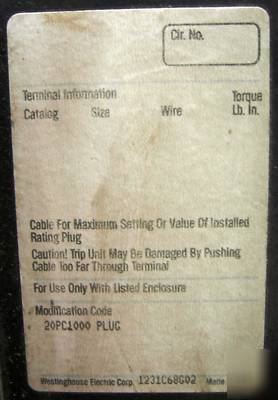 Cir. No.
Terminal Information Torque
Catalog Size Wire Lb. In.
Cable For Maximum Setting Or Value Of Installed
Rating Plug
Caution! Trip Unit May Be Damaged By Pushing
Cable Too Far Through Terminal
For Use Only With Listed Enclosure
Modification Code
20PC1000 PLUG
Westinghouse Electric Corp. 1231C68G02 Made